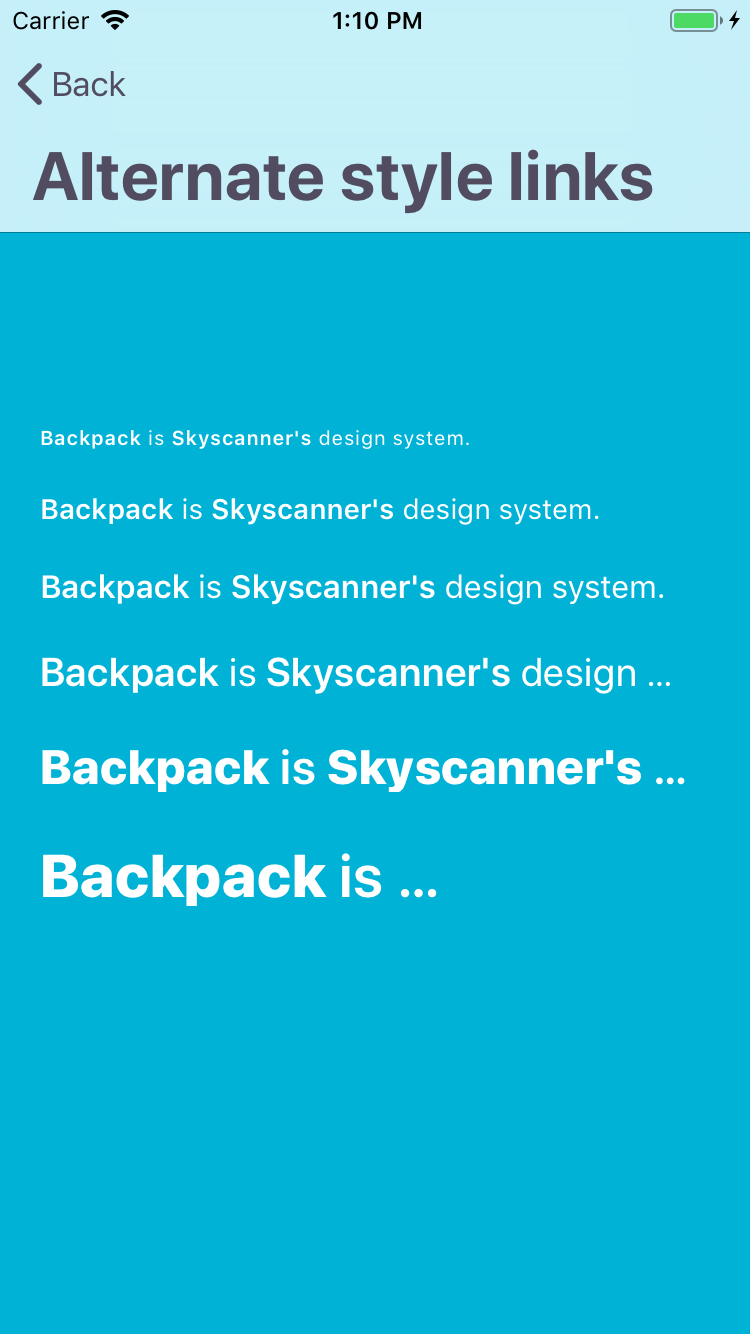 Carrier 1:10 PM
Back
Alternate style links
Backpack is Skyscanner's design system.
Backpack is Skyscanner's design system.
Backpack is Skyscanner's design system.
Backpack is Skyscanner's design ...
Backpack is Skyscanner's ...
Backpack is ...